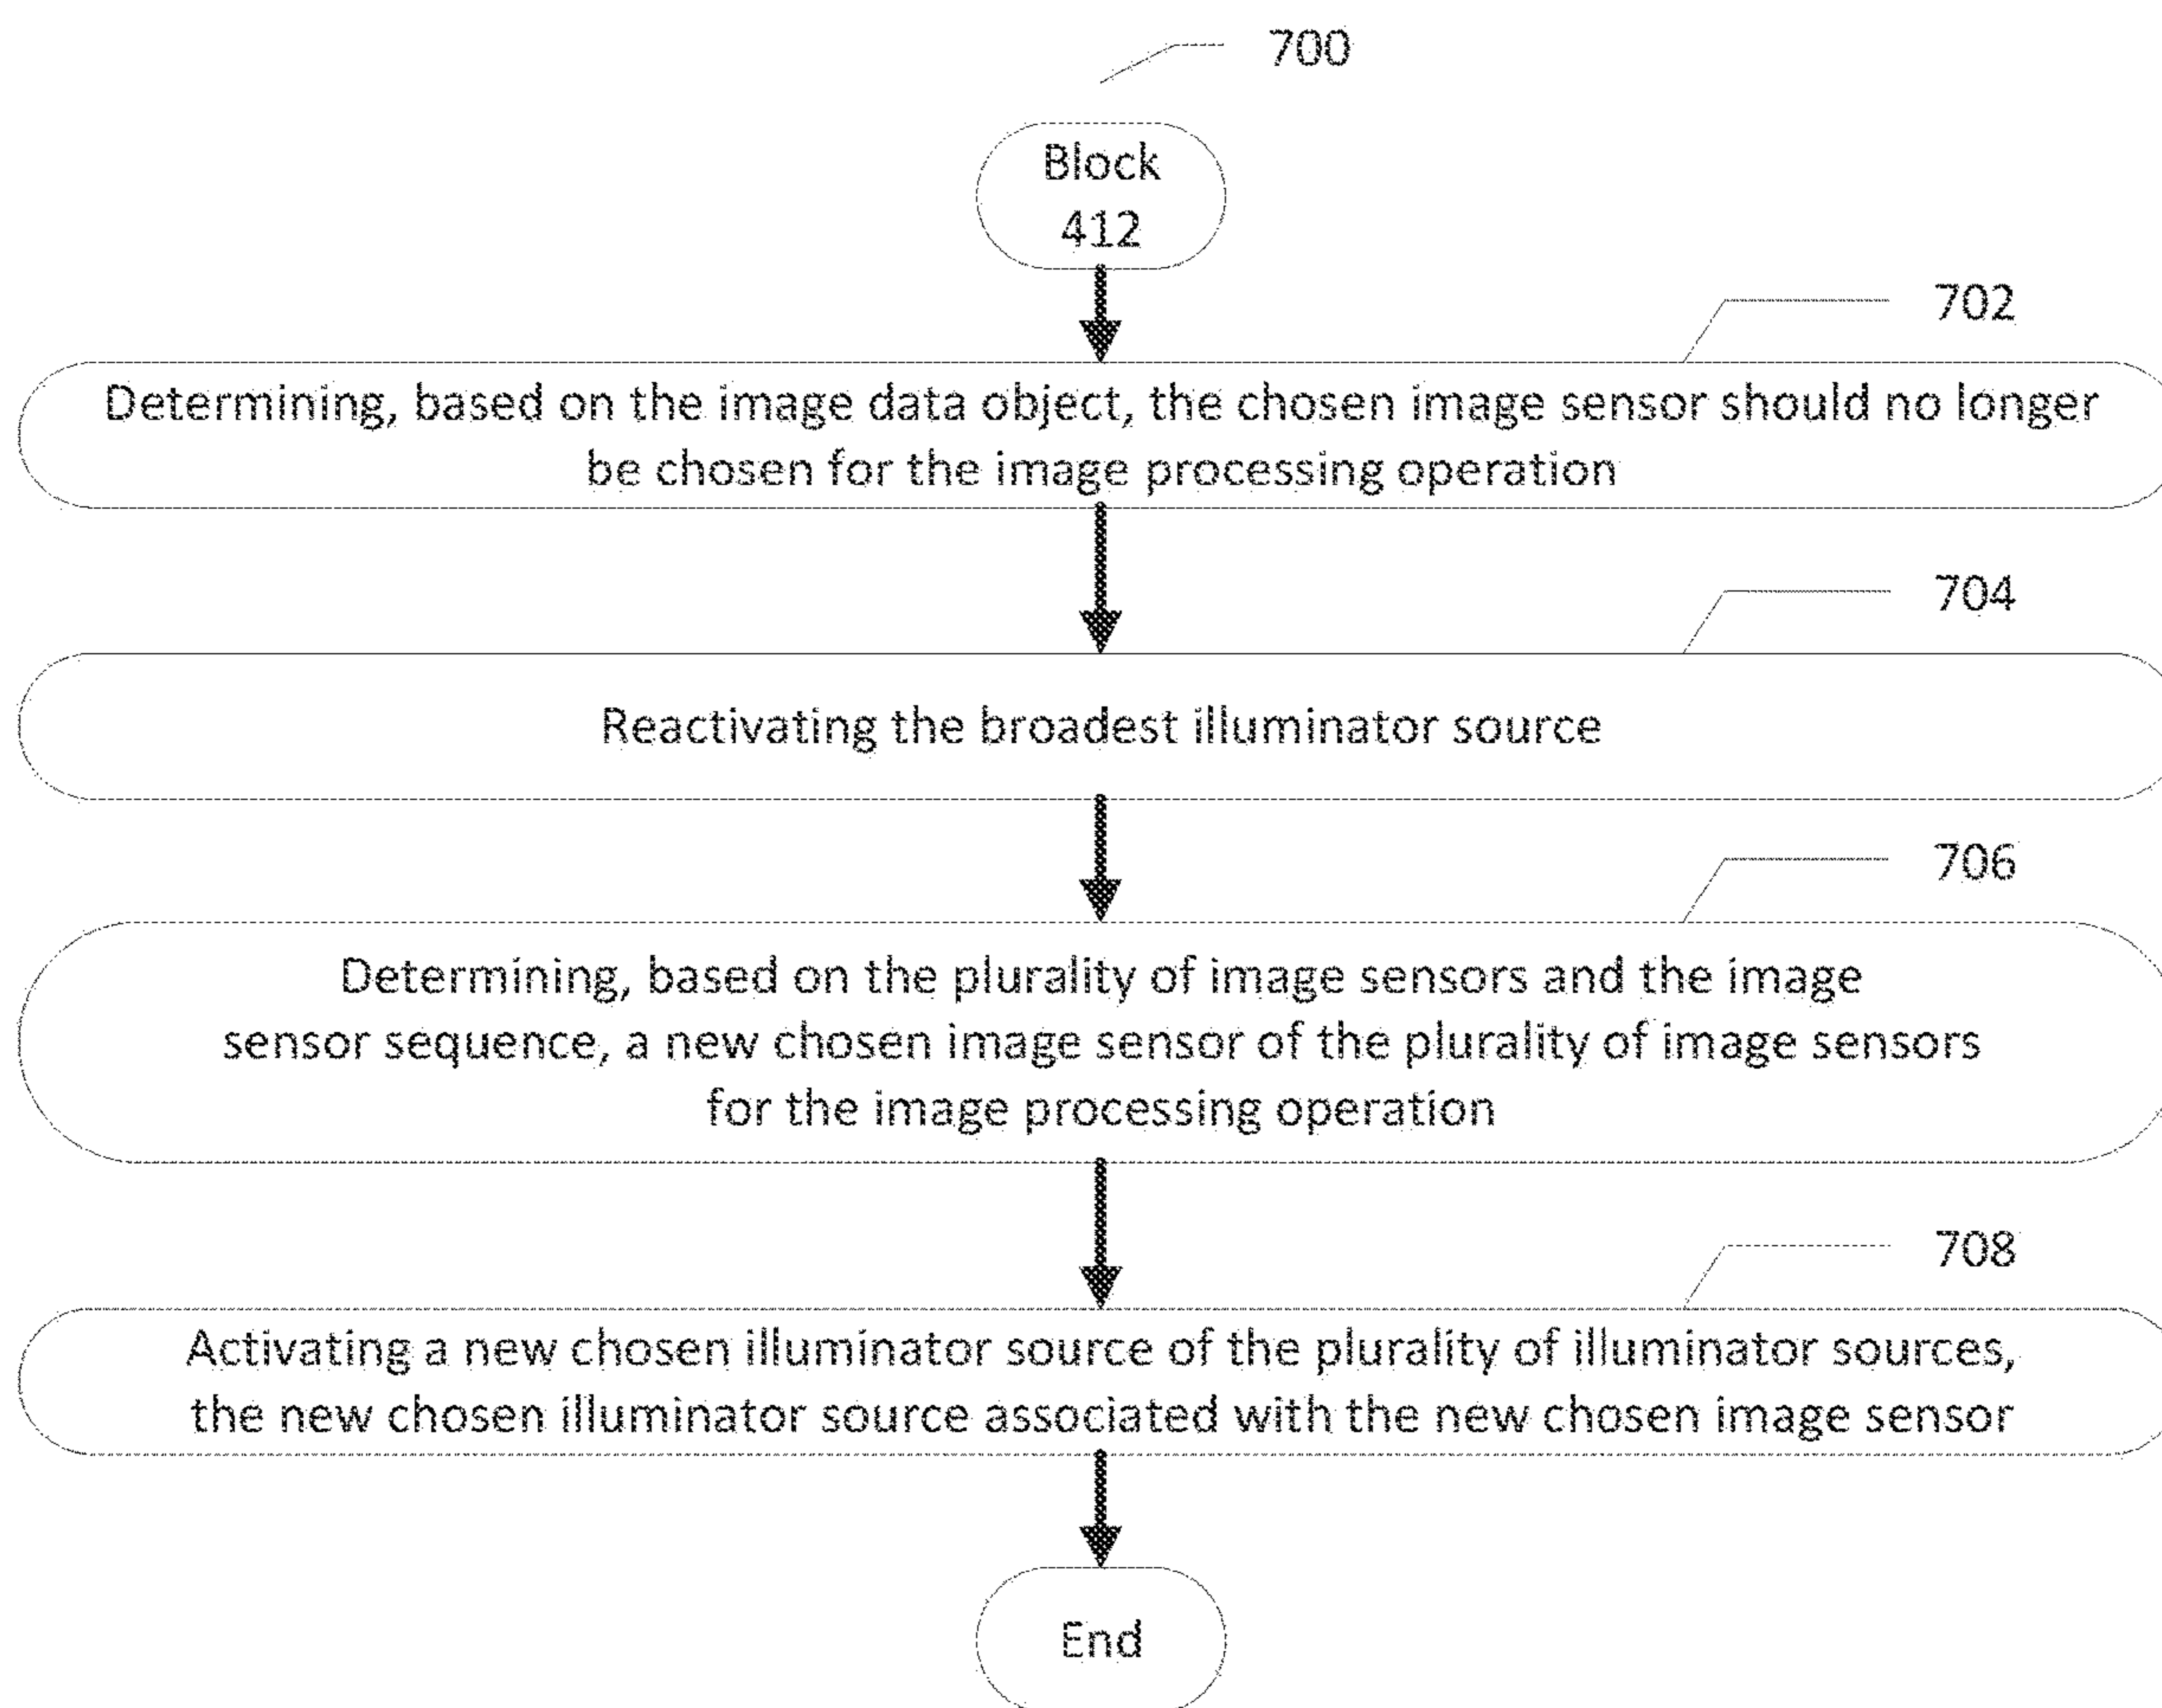 700
Block
412
702
Determining, based on the image data object, the chosen image sensor should no longer
be chosen for the image processing operation
704
Reactivating the broadest illuminator source
706
Determining, based on the plurality of image sensors and the image
sensor sequence, a new chosen image sensor of the plurality of image sensors
for the image processing operation
708
Activating a new chosen illuminator source of the plurality of illuminator sources,
the new chosen illuminator source associated with the new chosen image sensor
End